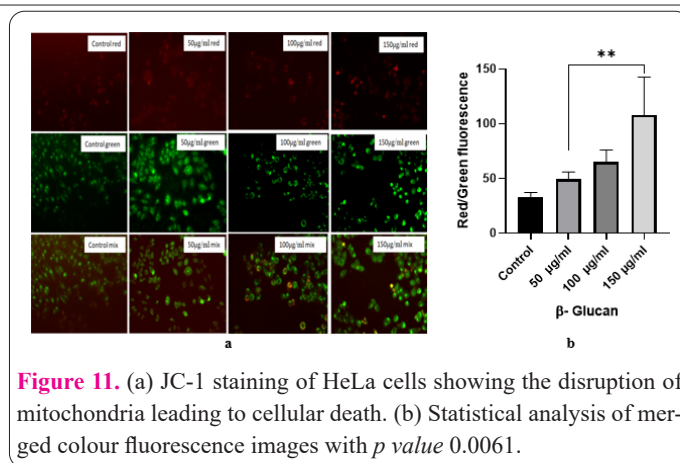 Control red
50µg/ml red
100µg/ml red
150µg/ml red
Control green
50µg/ml green
100µg/ml green
150µg/ml green
Control mix
50µg/ml mix
100µg/ml mix
150µg/ml mix
a
Red/Green fluorescence
150
100
50
0
**
Control
50 µg/ml
100 µg/ml
150 µg/ml
β- Glucan
b
Figure 11. (a) JC-1 staining of HeLa cells showing the disruption of
mitochondria leading to cellular death. (b) Statistical analysis of mer-
ged colour fluorescence images with p value 0.0061.